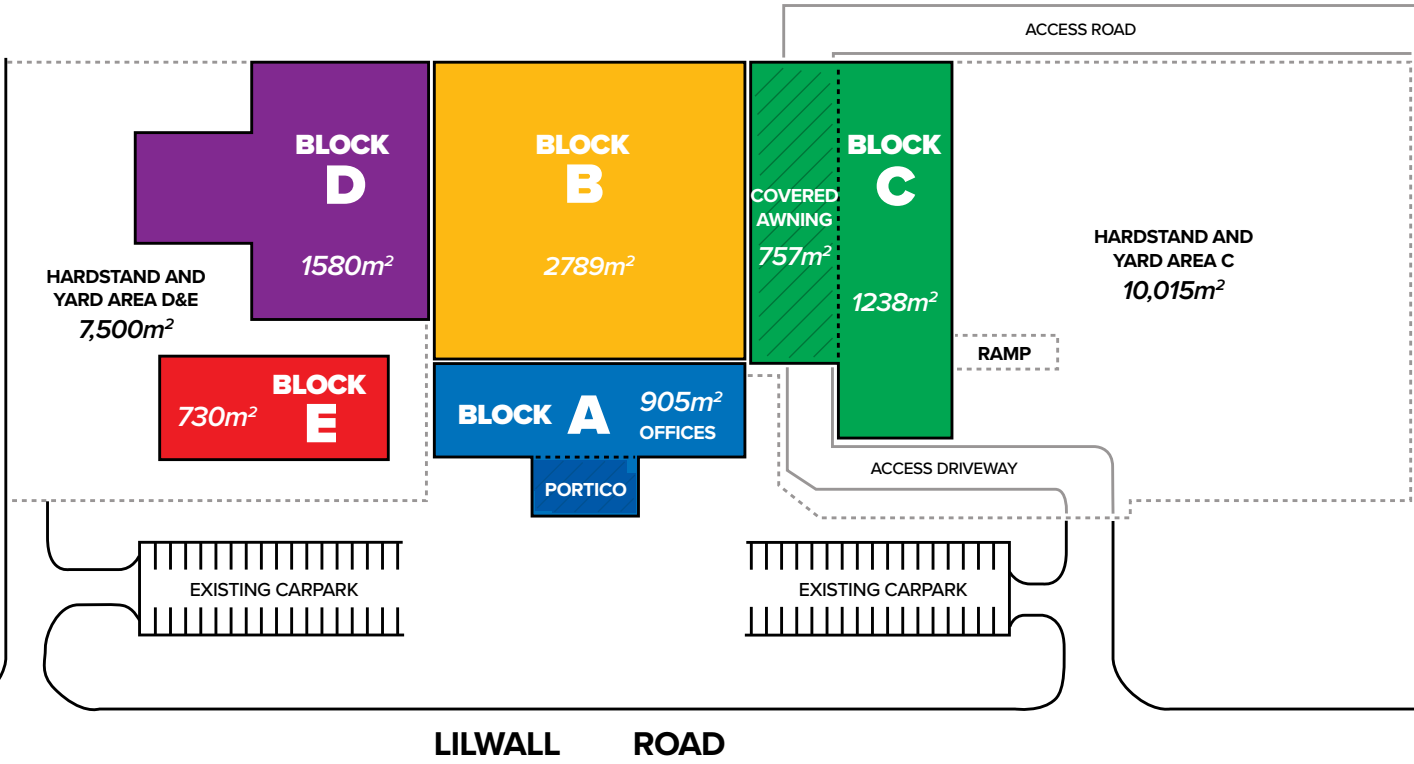 ACCESS ROAD
BLOCK
D
1580m²
BLOCK
B
2789m²
COVERED
AWNING
757m²
BLOCK
C
1238m²
HARDSTAND AND
YARD AREA C
10,015m²
HARDSTAND AND
YARD AREA D&E
7,500m²
RAMP
BLOCK
E
730m²
BLOCK A
905m²
OFFICES
PORTICO
ACCESS DRIVEWAY
EXISTING CARPARK
EXISTING CARPARK
LILWALL ROAD